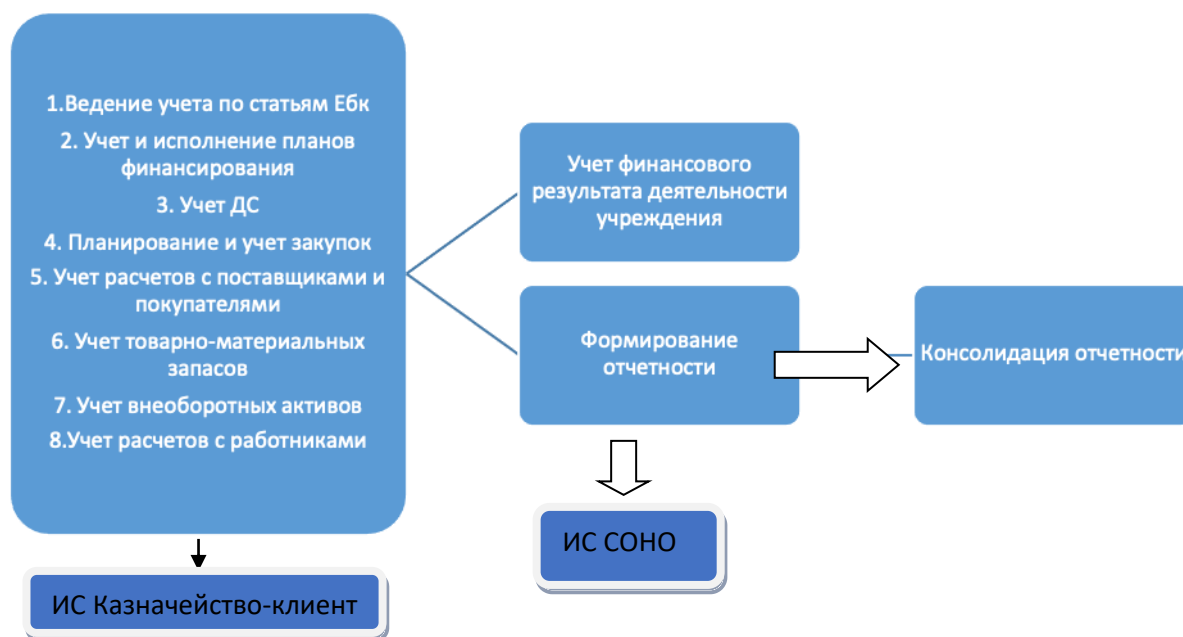 1.Ведение учета по статьям Ебк
2. Учет и исполнение планов
финансирования
3. Учет ДС
4. Планирование и учет закупок
5. Учет расчетов с поставщиками и
покупателями
6. Учет товарно-материальных
запасов
7. Учет внеоборотных активов
8.Учет расчетов с работниками
ИС Казначейство-клиент
Учет финансового
результата деятельности
учреждения
Формирование
отчетности
ИС СОНО
Консолидация отчетности